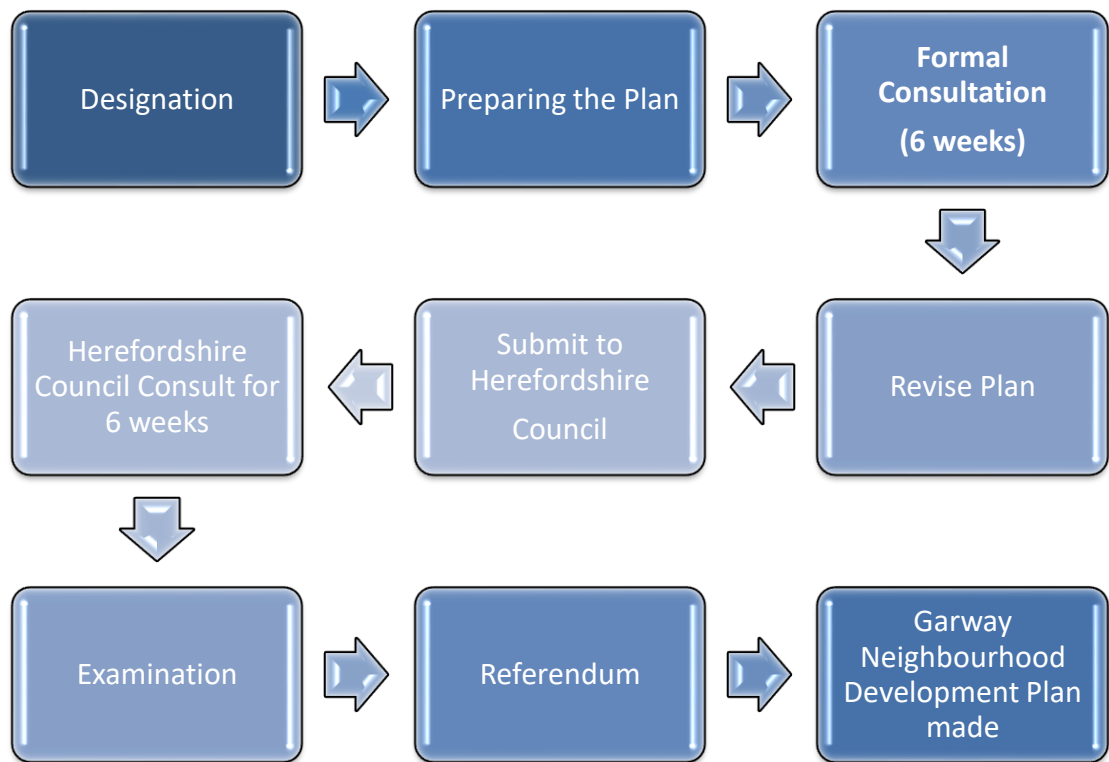 Designation
Preparing the Plan
Formal
Consultation
(6 weeks)
Revise Plan
Submit to
Herefordshire
Council
Herefordshire
Council Consult for
6 weeks
Examination
Referendum
Garway
Neighbourhood
Development Plan
made